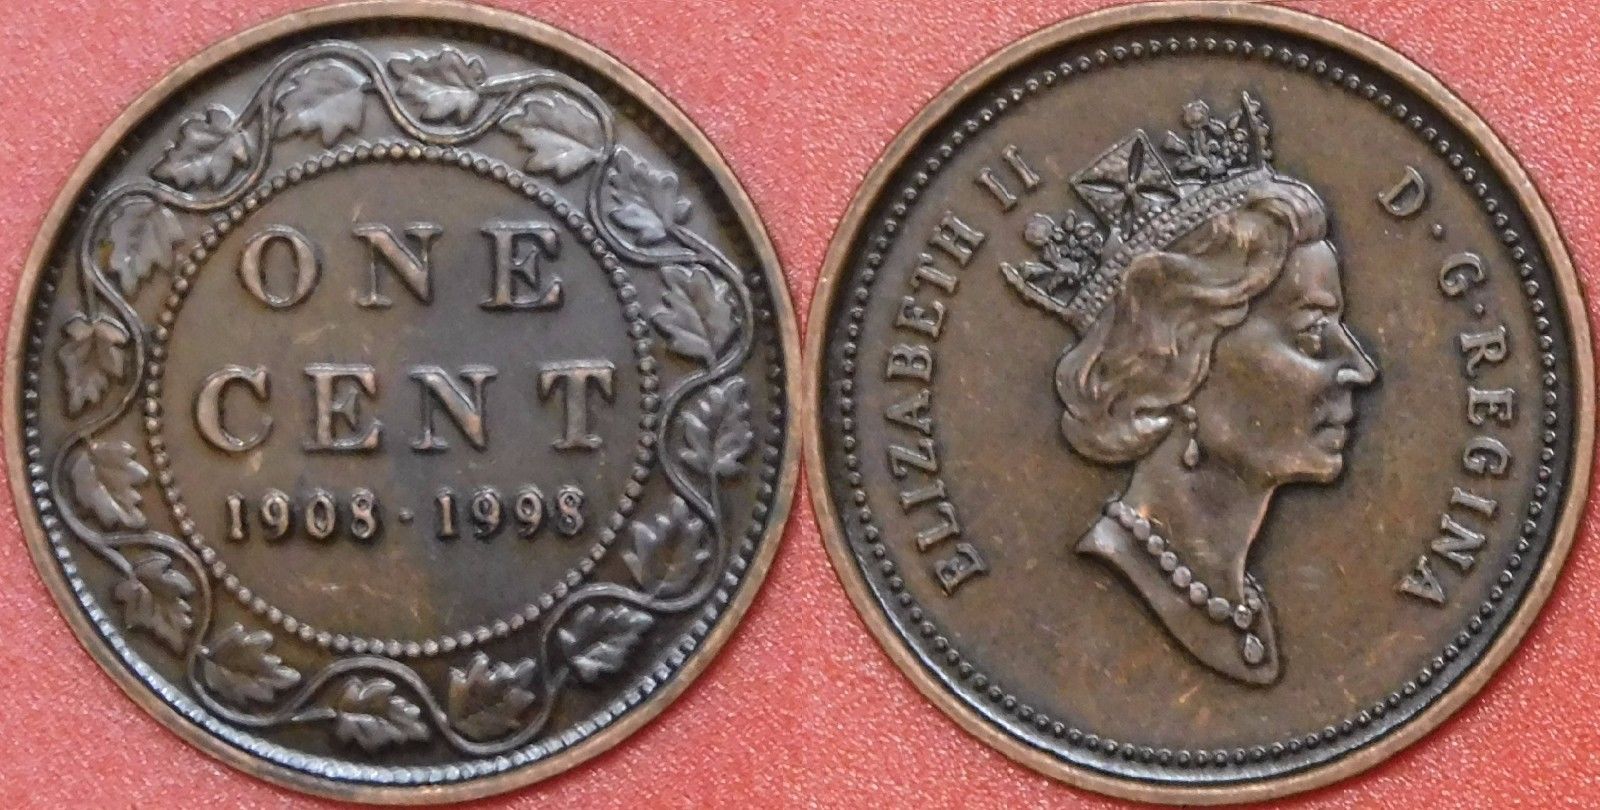 ONE
CENT
1908 · 1998
ELIZABETH II D · G · REGINA